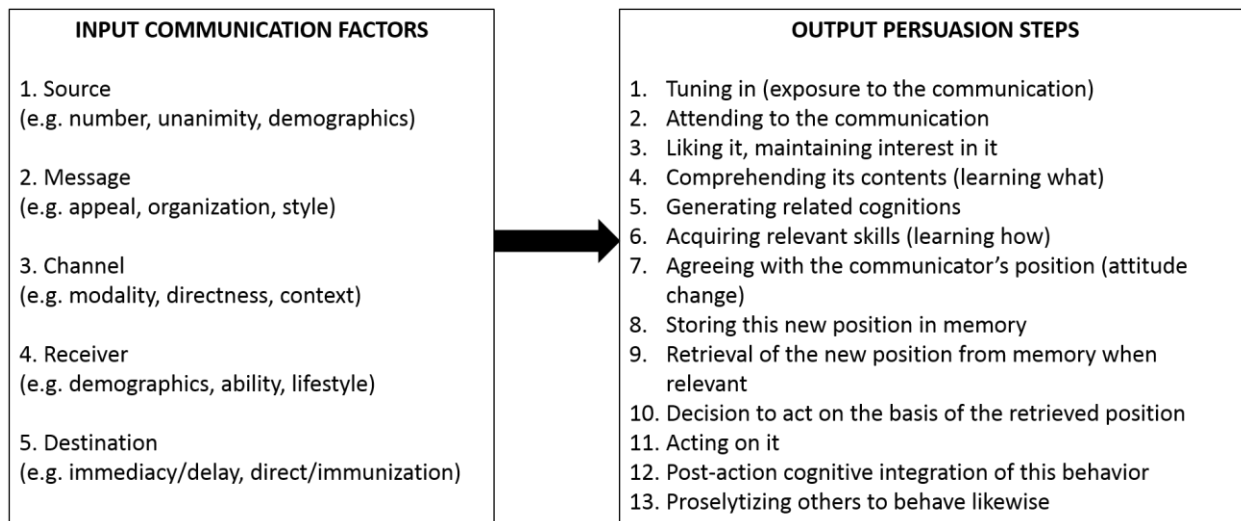 INPUT COMMUNICATION FACTORS
1. Source
(e.g. number, unanimity, demographics)
2. Message
(e.g. appeal, organization, style)
3. Channel
(e.g. modality, directness, context)
4. Receiver
(e.g. demographics, ability, lifestyle)
5. Destination
(e.g. immediacy/delay, direct/immunization)
OUTPUT PERSUASION STEPS
1. Tuning in (exposure to the communication)
2. Attending to the communication
3. Liking it, maintaining interest in it
4. Comprehending its contents (learning what)
5. Generating related cognitions
6. Acquiring relevant skills (learning how)
7. Agreeing with the communicator's position (attitude
change)
8. Storing this new position in memory
9. Retrieval of the new position from memory when
relevant
10. Decision to act on the basis of the retrieved position
11. Acting on it
12. Post-action cognitive integration of this behavior
13. Proselytizing others to behave likewise